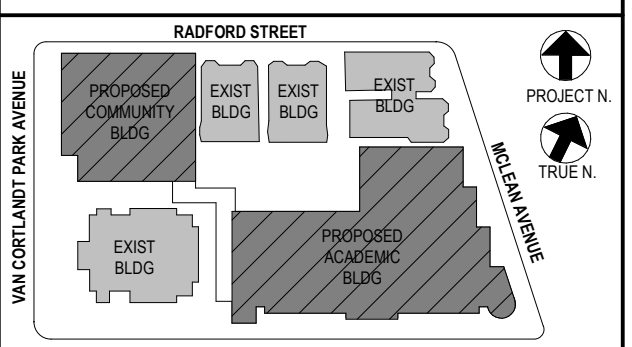 RADFORD STREET
VAN CORTLANDT PARK AVENUE
PROPOSED
COMMUNITY
BLDG
EXIST
BLDG
EXIST
BLDG
EXIST
BLDG
PROJECT N.
TRUE N.
MCLEAN AVENUE
EXIST
BLDG
PROPOSED
ACADEMIC
BLDG